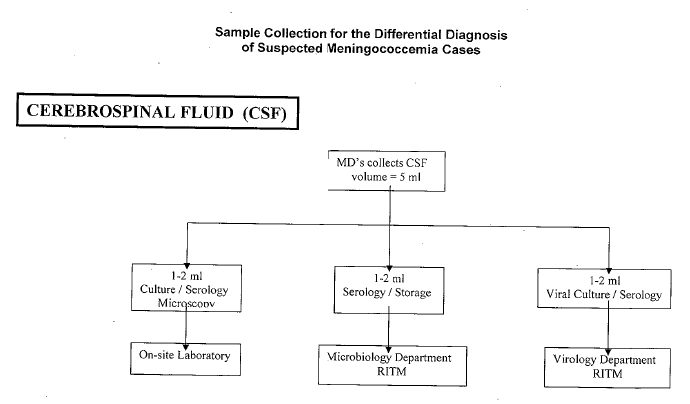 Sample Collection for the Differential Diagnosis
of Suspected Meningococcemia Cases
CEREBROSPINAL FLUID (CSF)
MD's collects CSF
volume = 5 ml
1-2 ml
Culture / Serology
Microscopy
1-2 ml
Serology / Storage
1-2 ml
Viral Culture / Serology
On-site Laboratory
Microbiology Department
RITM
Virology Department
RITM